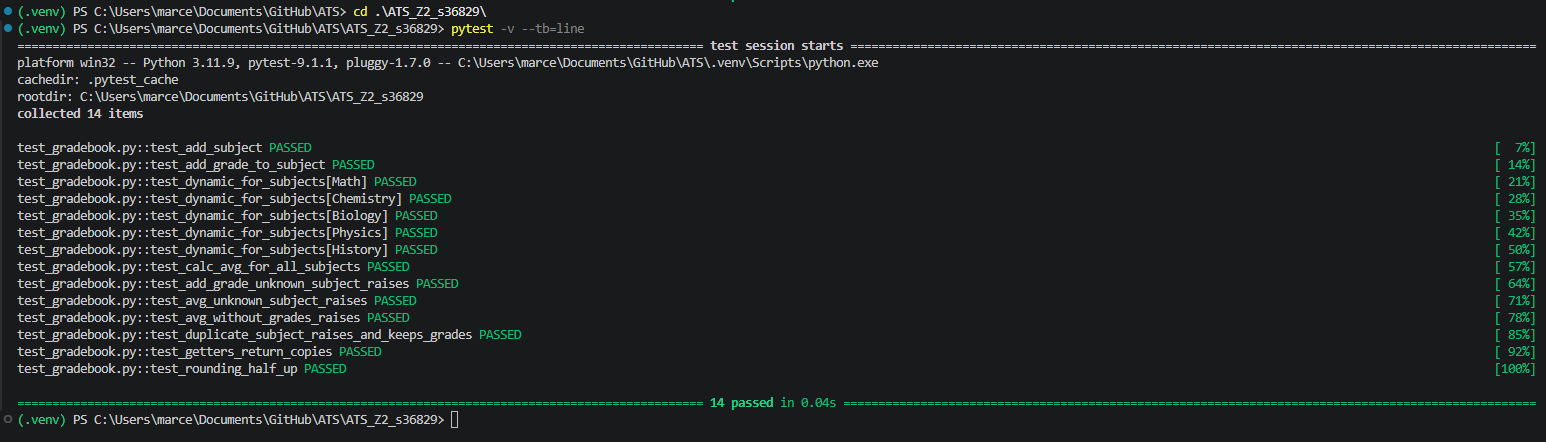 (.venv) PS C:\Users\marce\Documents\GitHub\ATS> cd .\ATS_Z2_s36829\
(.venv) PS C:\Users\marce\Documents\GitHub\ATS\ATS_Z2_s36829> pytest -v --tb=line
================================ test session starts ================================
platform win32 -- Python 3.11.9, pytest-9.1.1, pluggy-1.7.0 -- C:\Users\marce\Documents\GitHub\ATS\.venv\Scripts\python.exe
cachedir: .pytest_cache
rootdir: C:\Users\marce\Documents\GitHub\ATS\ATS_Z2_s36829
collected 14 items
test_gradebook.py::test_add_subject PASSED [  7%]
test_gradebook.py::test_add_grade_to_subject PASSED [ 14%]
test_gradebook.py::test_dynamic_for_subjects[Math] PASSED [ 21%]
test_gradebook.py::test_dynamic_for_subjects[Chemistry] PASSED [ 28%]
test_gradebook.py::test_dynamic_for_subjects[Biology] PASSED [ 35%]
test_gradebook.py::test_dynamic_for_subjects[Physics] PASSED [ 42%]
test_gradebook.py::test_dynamic_for_subjects[History] PASSED [ 50%]
test_gradebook.py::test_calc_avg_for_all_subjects PASSED [ 57%]
test_gradebook.py::test_add_grade_unknown_subject_raises PASSED [ 64%]
test_gradebook.py::test_avg_unknown_subject_raises PASSED [ 71%]
test_gradebook.py::test_avg_without_grades_raises PASSED [ 78%]
test_gradebook.py::test_duplicate_subject_raises_and_keeps_grades PASSED [ 85%]
test_gradebook.py::test_getters_return_copies PASSED [ 92%]
test_gradebook.py::test_rounding_half_up PASSED [100%]
================================ 14 passed in 0.04s ================================
(.venv) PS C:\Users\marce\Documents\GitHub\ATS\ATS_Z2_s36829>